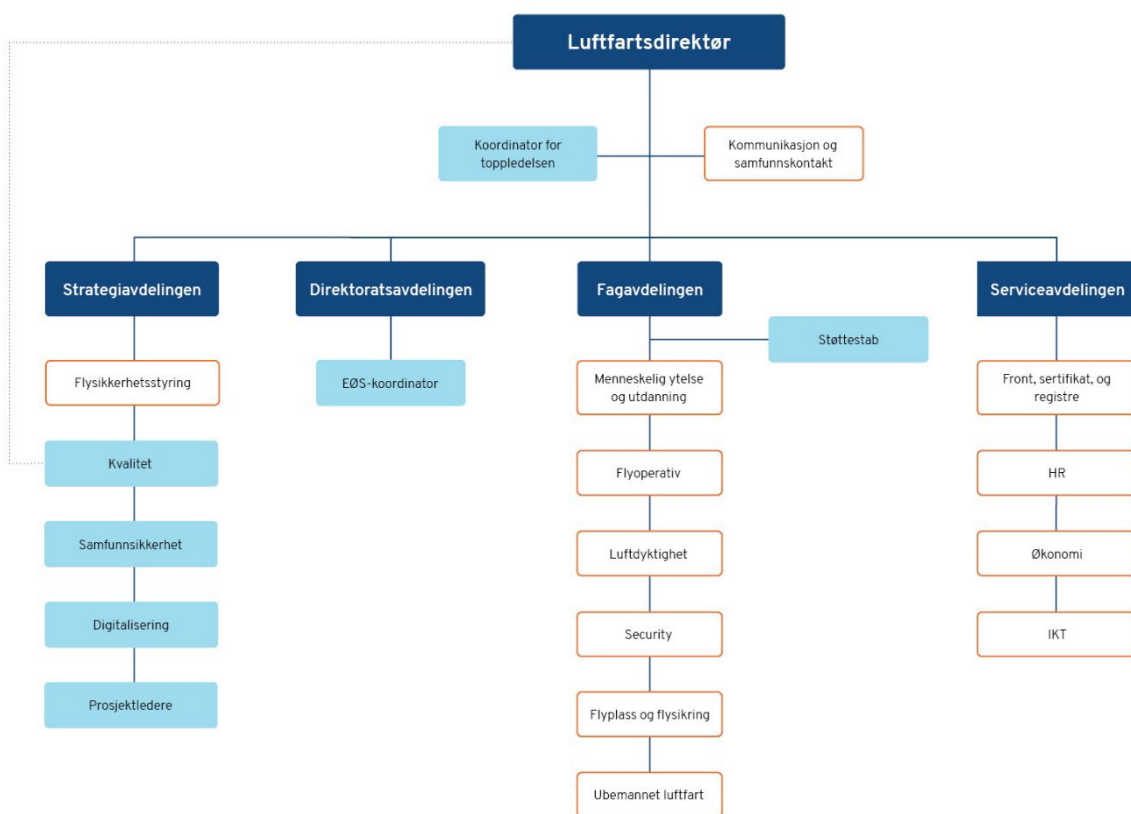 Luftfartsdirektør
Koordinator for
toppledelsen
Kommunikasjon og
samfunnskontakt
Strategiavdelingen
Direktoratsavdelingen
Fagavdelingen
Serviceavdelingen
Støttestab
Flysikkerhetsstyring
EØS-koordinator
Menneskelig ytelse
og utdanning
Front, sertifikat, og
registre
Kvalitet
Flyoperativ
HR
Samfunnsikkerhet
Luftdyktighet
Økonomi
Digitalisering
Security
IKT
Prosjektledere
Flyplass og flysikring
Ubemannet luftfart